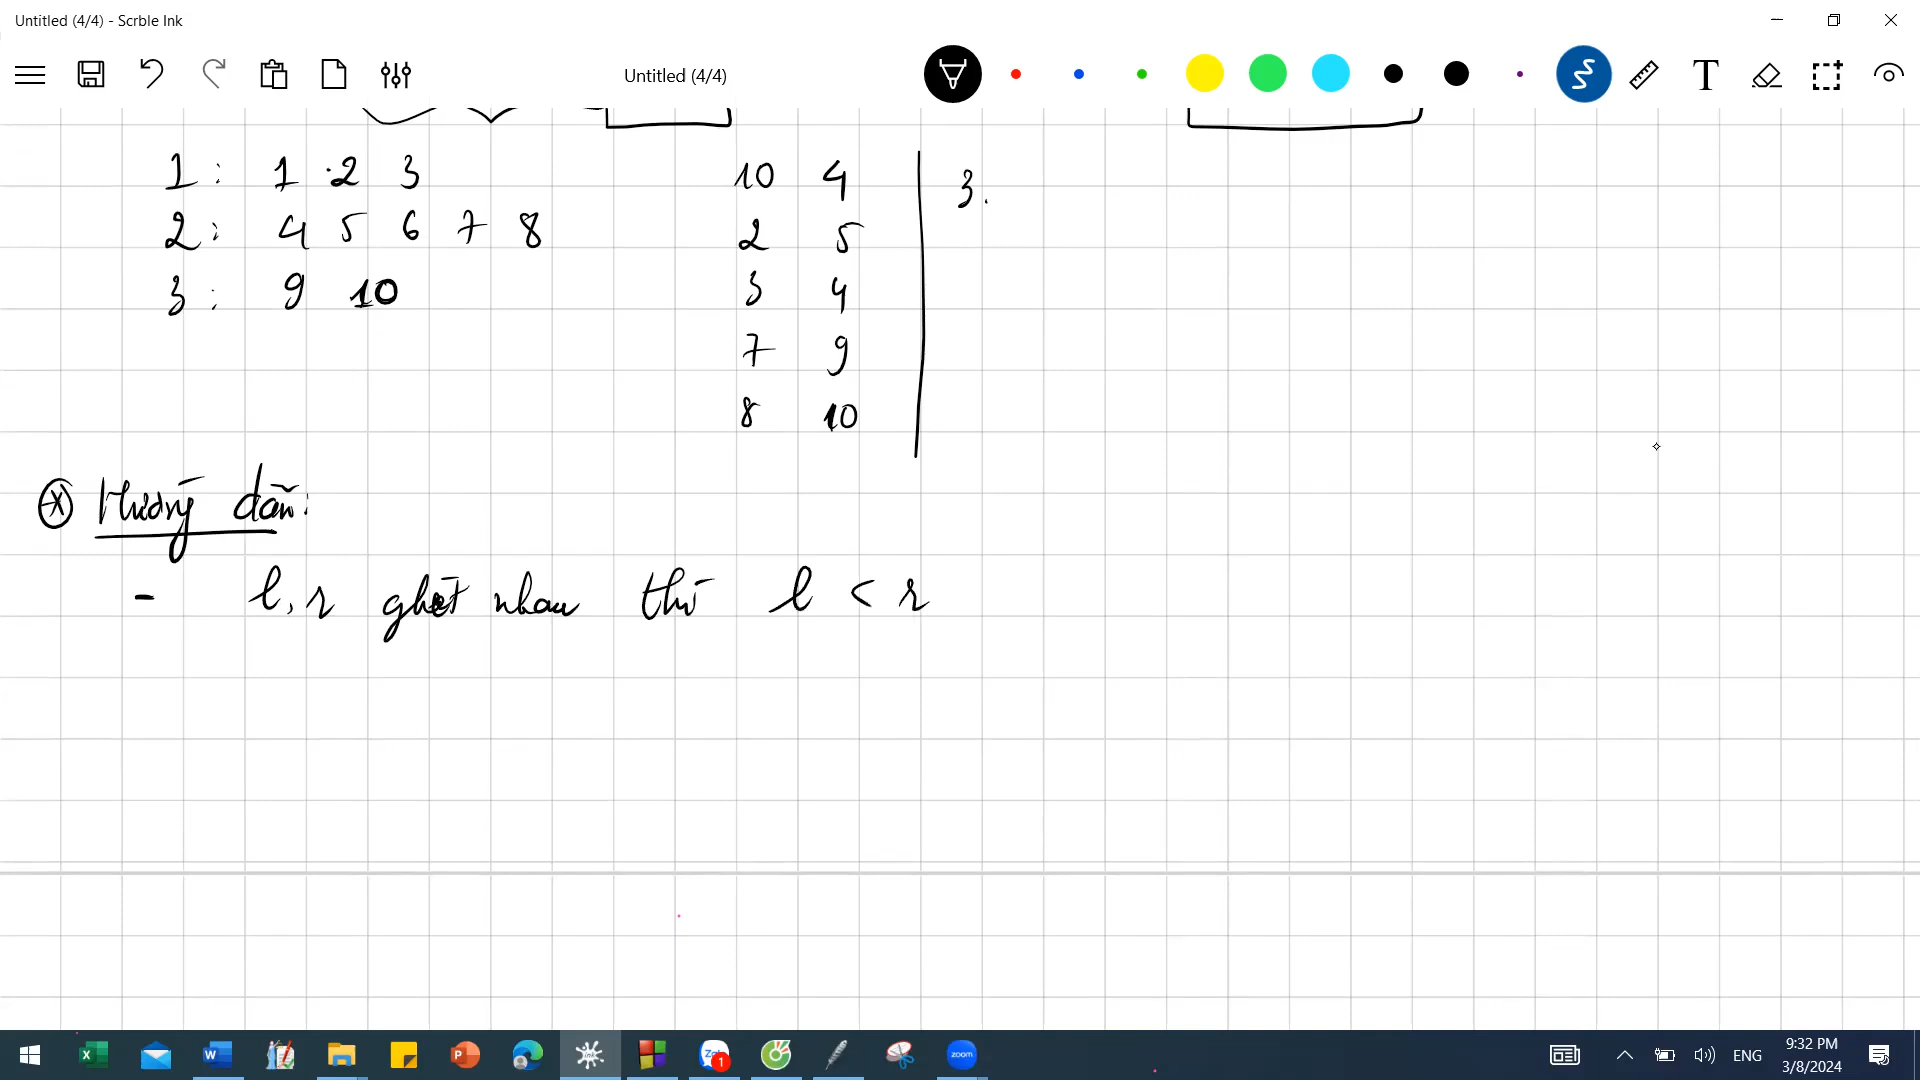 Untitled (4/4) - Scrble Ink
Untitled (4/4)
T
1: 1 2 3
2: 4 5 6 7 8
3: 9 10
10 4
2 5
3 4
7 9
8 10
3.
Hướng dẫn:
- l, r ghét nhau thì l < r
ENG
9:32 PM
3/8/2024
zoom
1